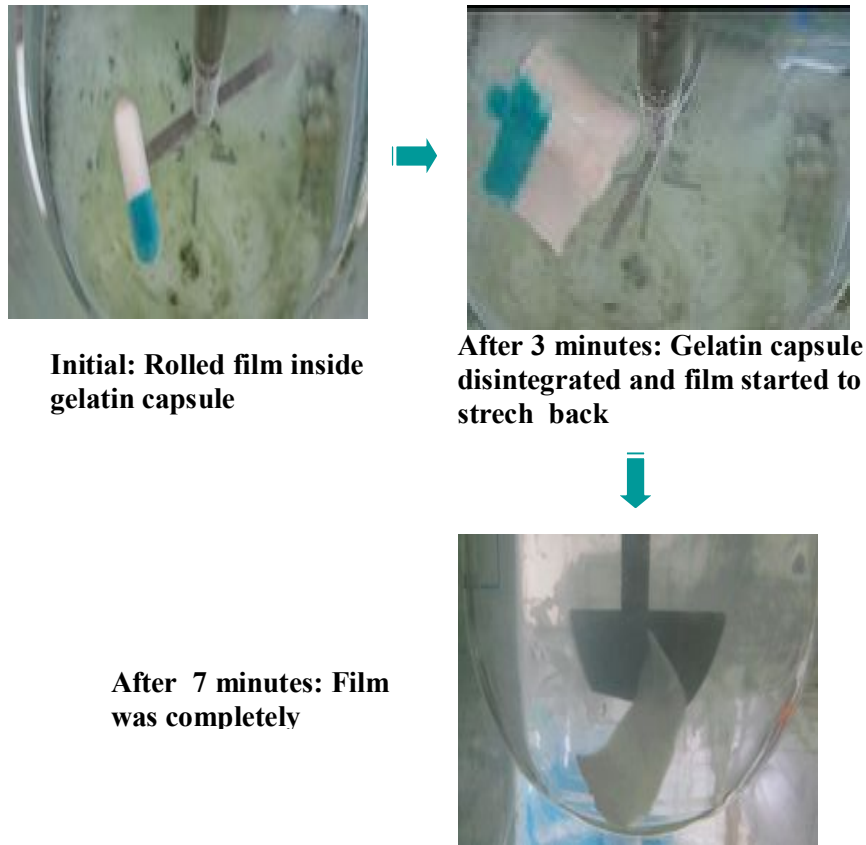 Initial: Rolled film inside
gelatin capsule
After 3 minutes: Gelatin capsule
disintegrated and film started to
strech back
After 7 minutes: Film
was completely